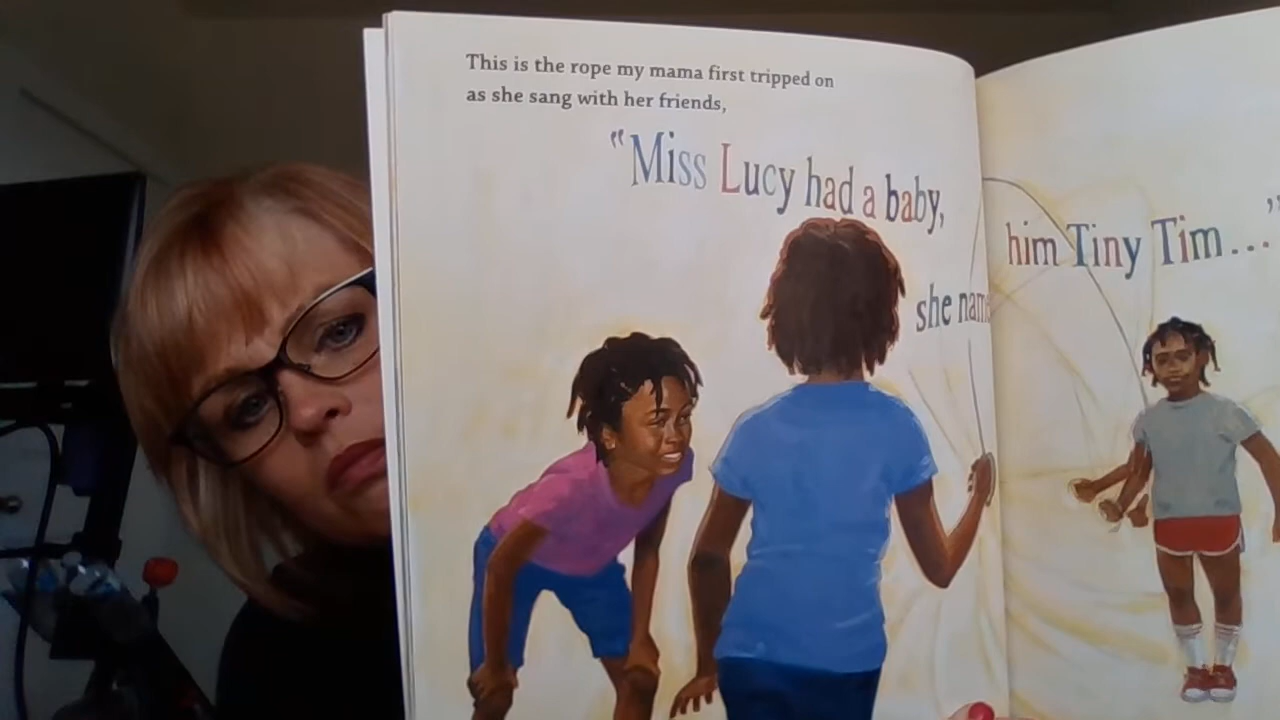 This is the rope my mama first tripped on
as she sang with her friends,
"Miss Lucy had a baby,
she nam
him Tiny Tim..."